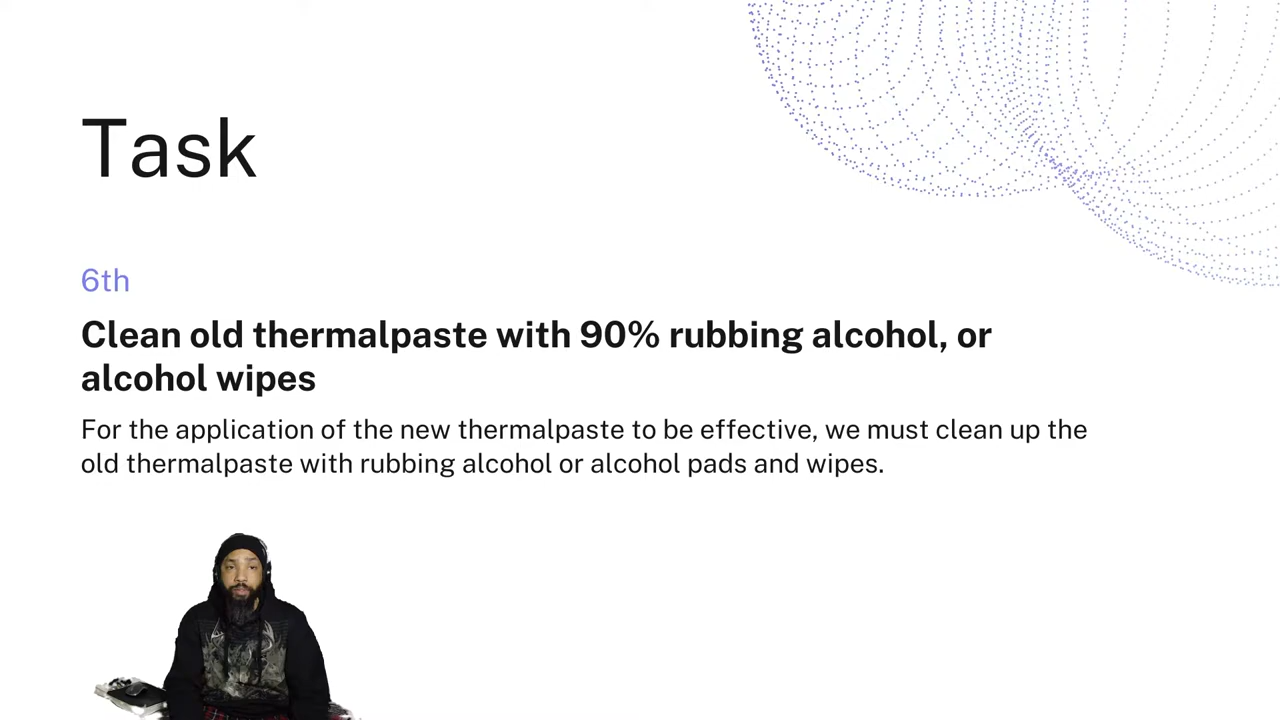 Task
6th
Clean old thermalpaste with 90% rubbing alcohol, or
alcohol wipes
For the application of the new thermalpaste to be effective, we must clean up the
old thermalpaste with rubbing alcohol or alcohol pads and wipes.